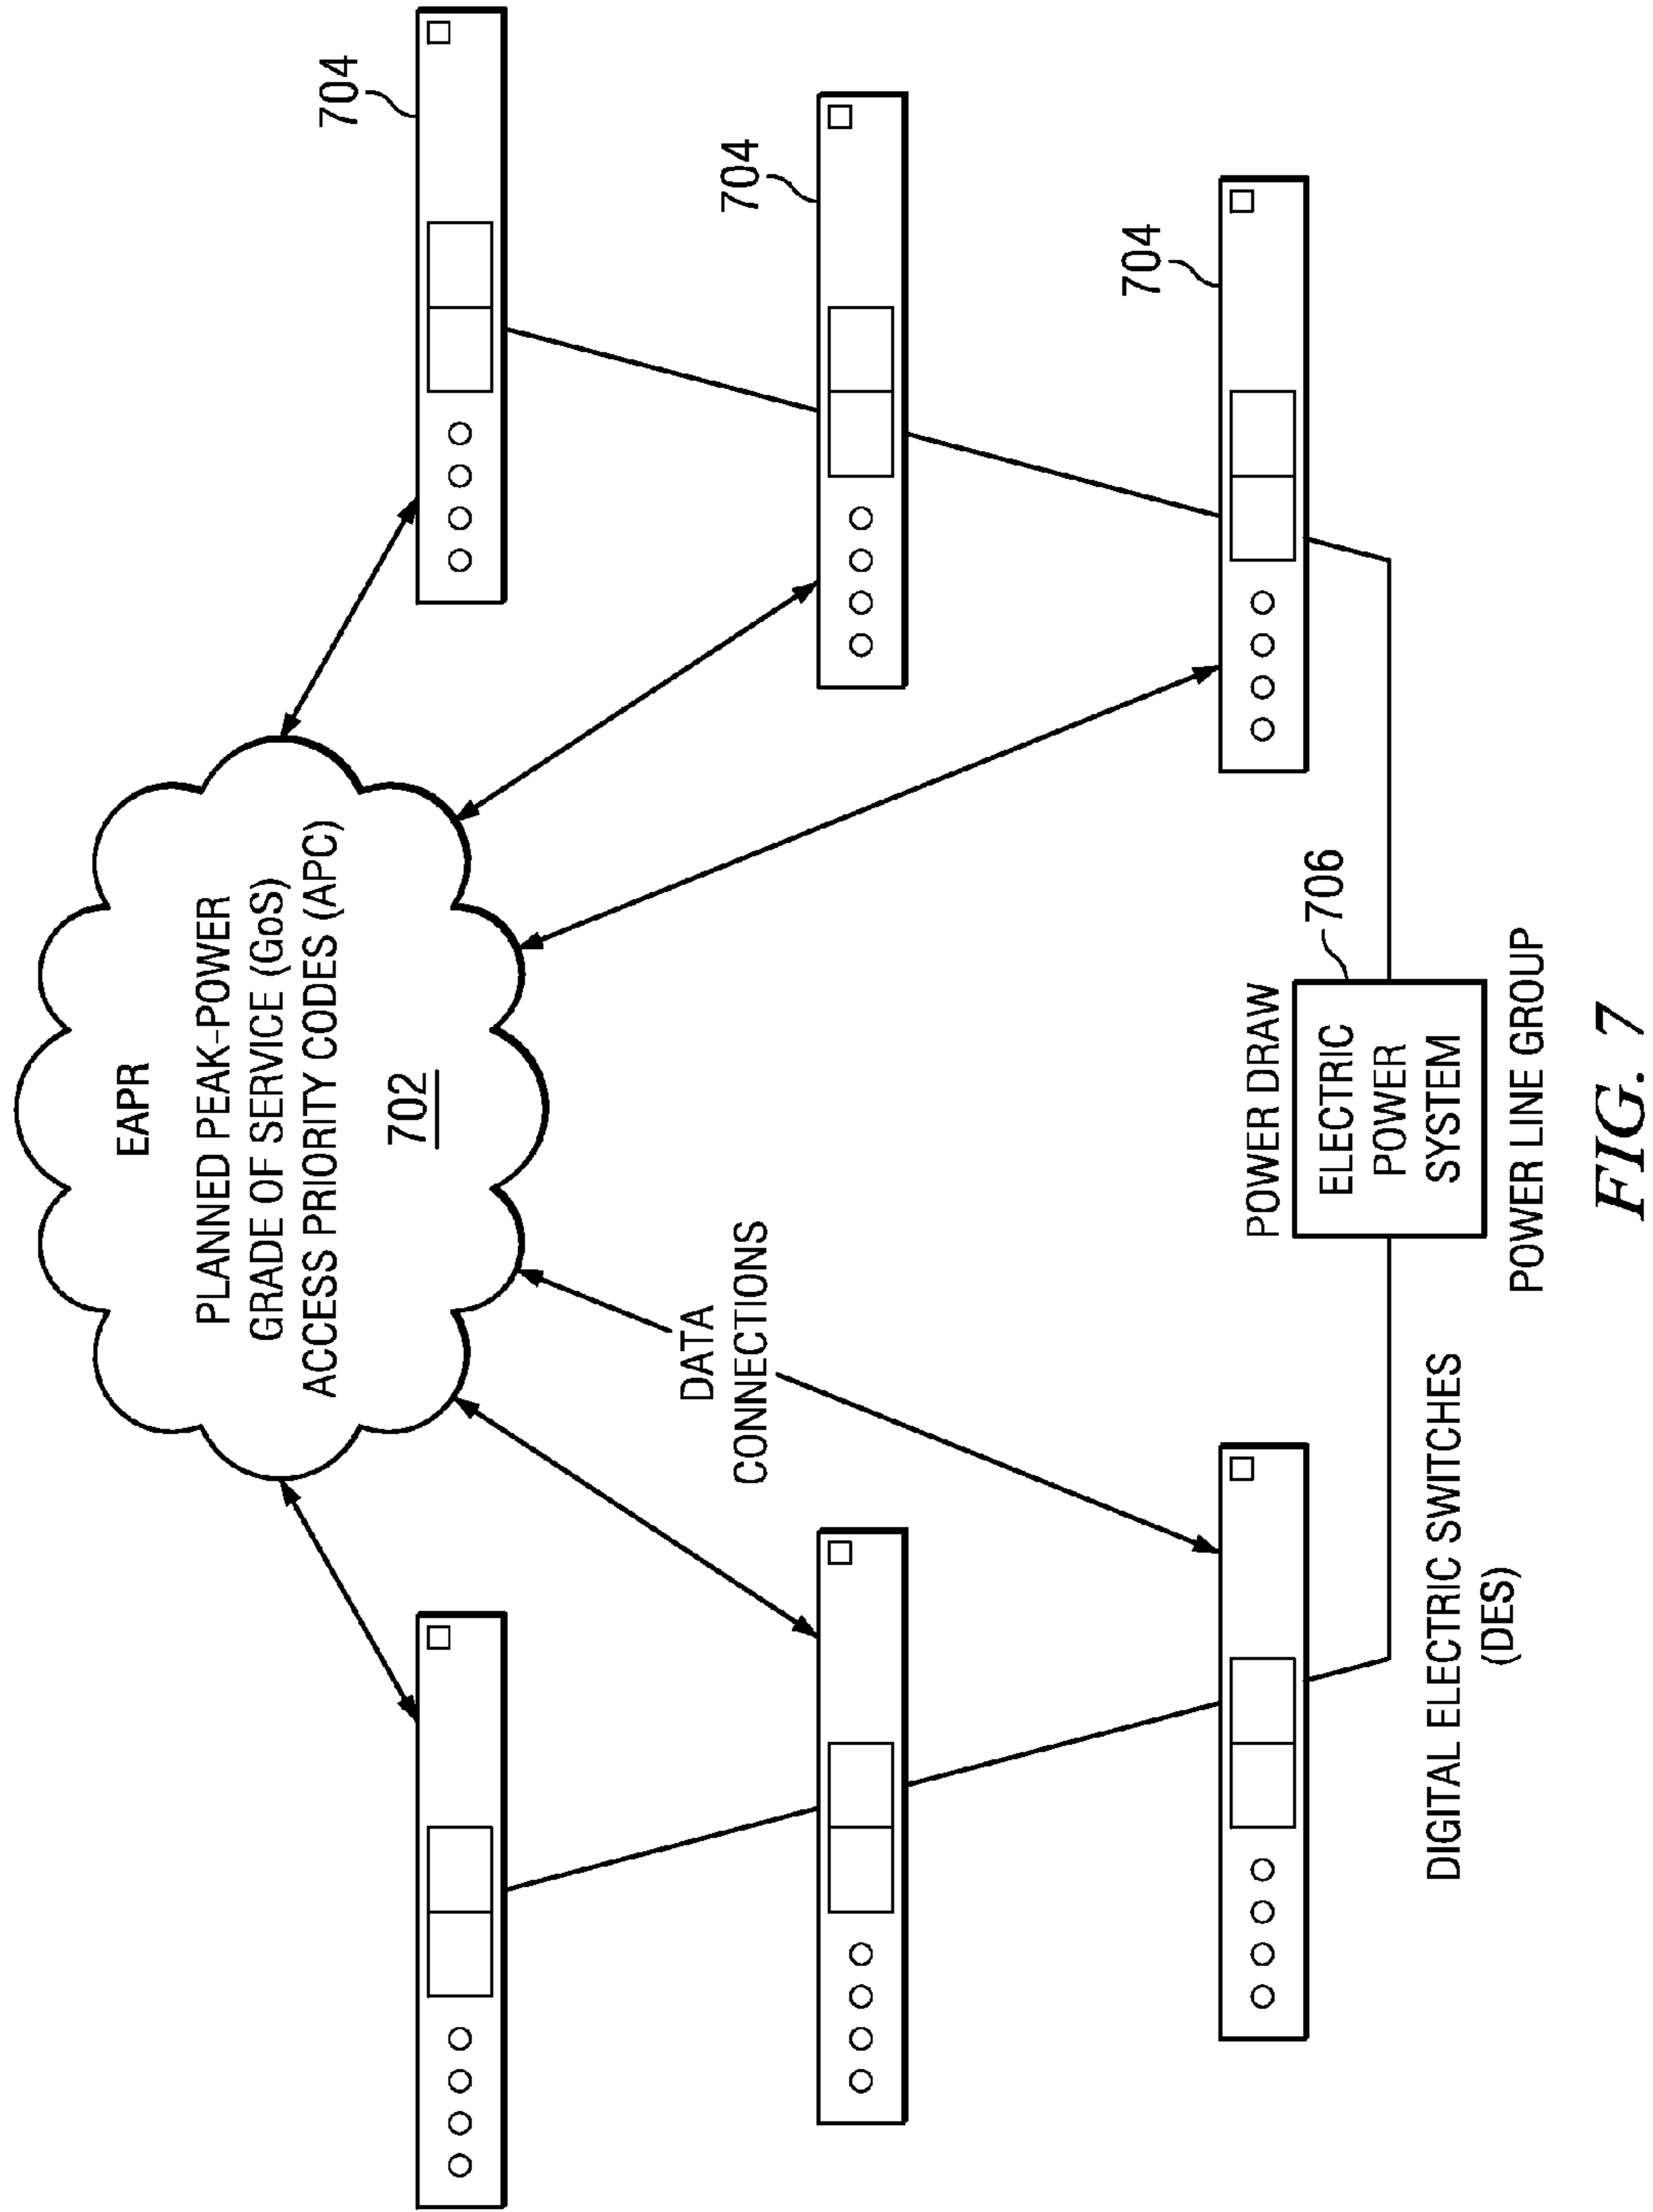 EAPR
PLANNED PEAK-POWER
GRADE OF SERVICE (GoS)
ACCESS PRIORITY CODES (APC)
702
704
704
704
DATA
CONNECTIONS
POWER DRAW
706
ELECTRIC
POWER
SYSTEM
POWER LINE GROUP
DIGITAL ELECTRIC SWITCHES
(DES)
FIG. 7